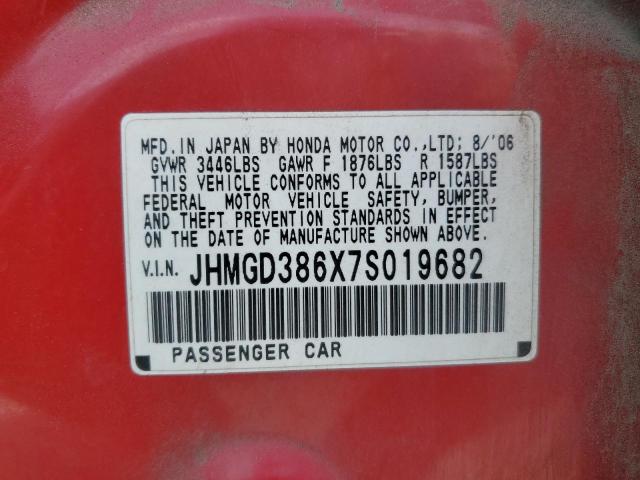 MFD. IN JAPAN BY HONDA MOTOR CO.,LTD; 8/'06
GVWR 3446LBS GAWR F 1876LBS R 1587LBS
THIS VEHICLE CONFORMS TO ALL APPLICABLE
FEDERAL MOTOR VEHICLE SAFETY, BUMPER,
AND THEFT PREVENTION STANDARDS IN EFFECT
ON THE DATE OF MANUFACTURE SHOWN ABOVE.
V.I.N. JHMGD386X7S019682
PASSENGER CAR